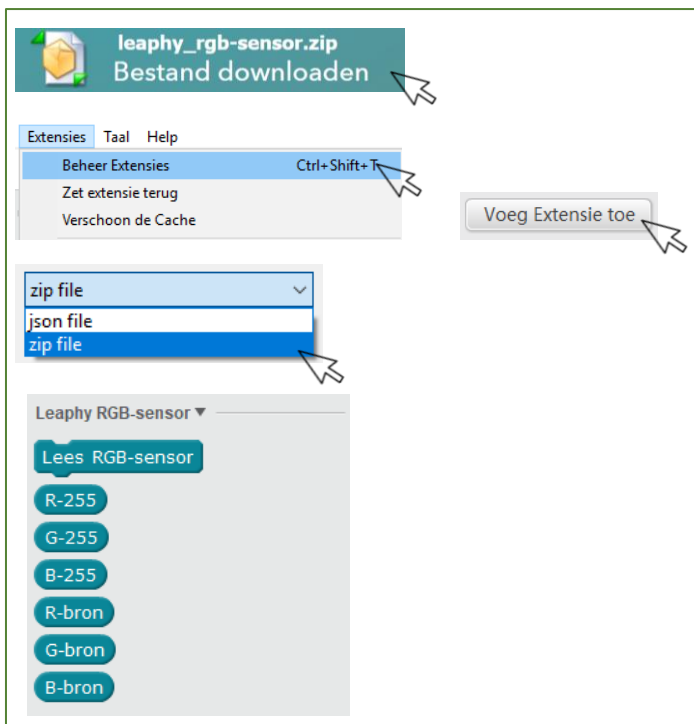 leaphy_rgb-sensor.zip
Bestand downloaden
Extensies Taal Help
Beheer Extensies Ctrl+Shift+T
Zet extensie terug
Verschoon de Cache
Voeg Extensie toe
zip file
json file
zip file
Leaphy RGB-sensor
Lees RGB-sensor
R-255
G-255
B-255
R-bron
G-bron
B-bron